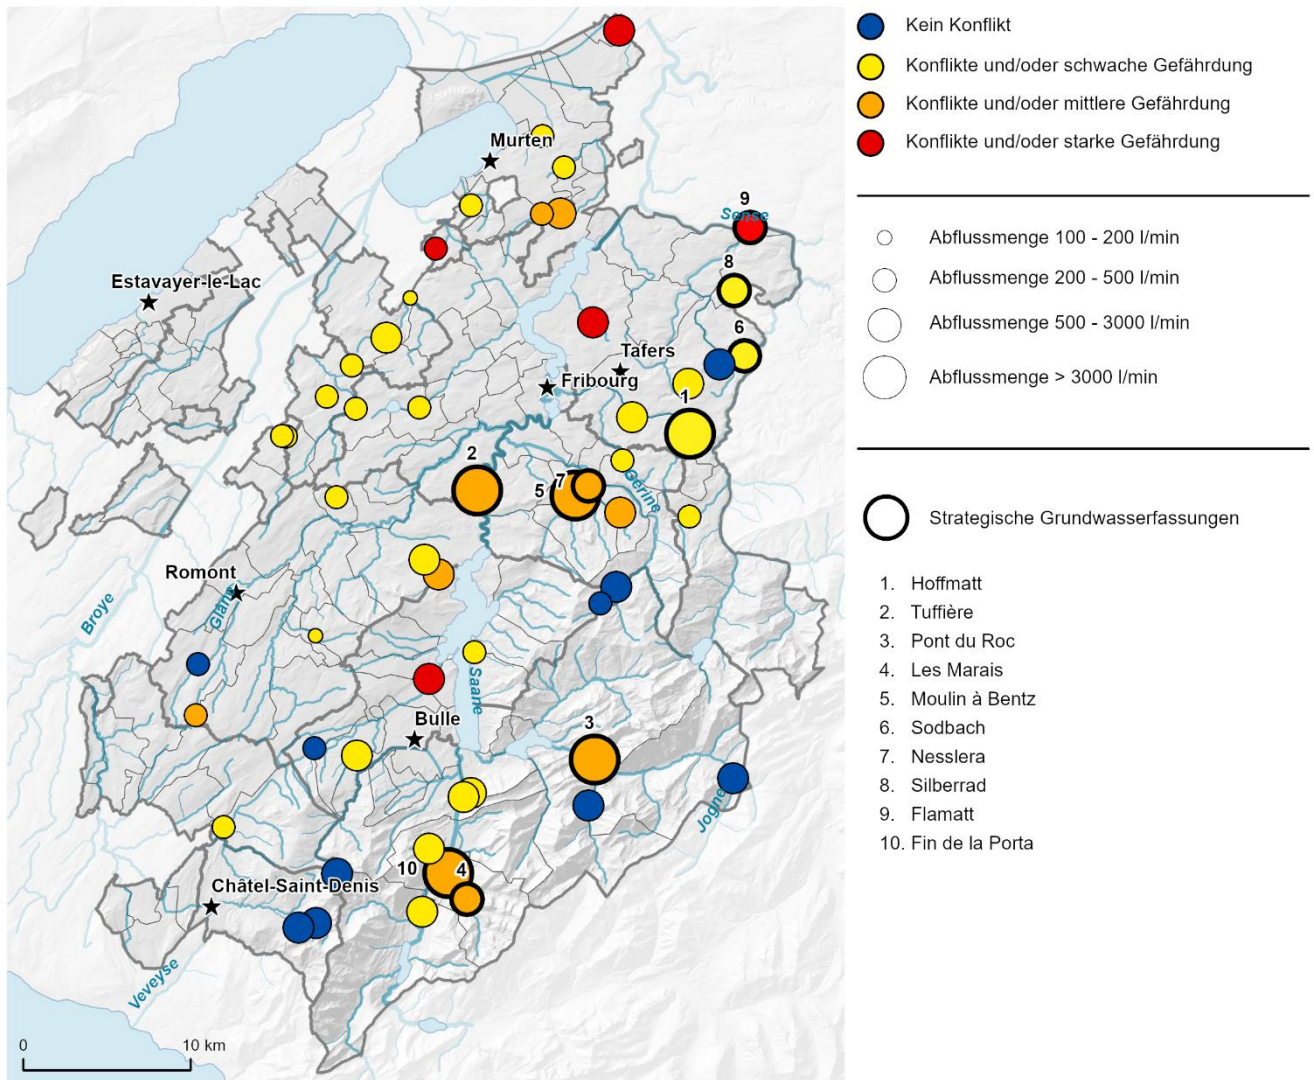 Murten
Sense
9
8
Estavayer-le-Lac
6
Tafers
Fribourg
1
2
7
5
Gérine
Romont
Glâne
Broye
Saane
Bulle
3
Jogne
10
4
Châtel-Saint-Denis
Veveyse
0
10 km
Kein Konflikt
Konflikte und/oder schwache Gefährdung
Konflikte und/oder mittlere Gefährdung
Konflikte und/oder starke Gefährdung
Abflussmenge 100 - 200 l/min
Abflussmenge 200 - 500 l/min
Abflussmenge 500 - 3000 l/min
Abflussmenge > 3000 l/min
Strategische Grundwasserfassungen
1. Hoffmatt
2. Tuffière
3. Pont du Roc
4. Les Marais
5. Moulin à Bentz
6. Sodbach
7. Nesslera
8. Silberrad
9. Flamatt
10. Fin de la Porta